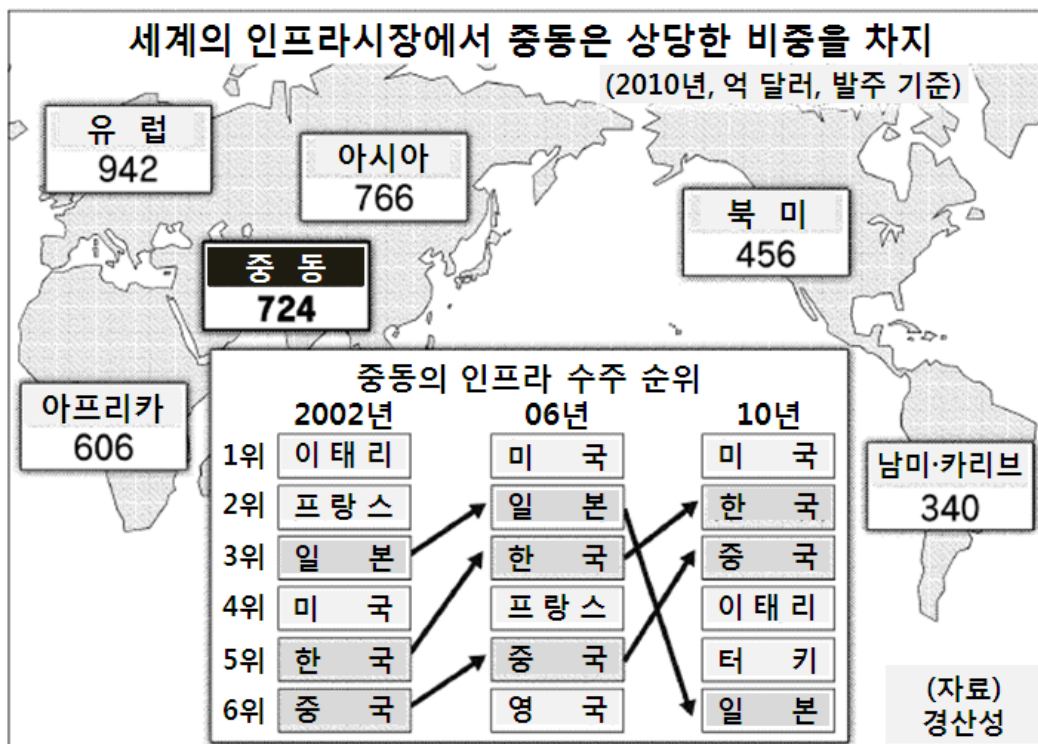 세계의 인프라시장에서 중동은 상당한 비중을 차지
(2010년, 억 달러, 발주 기준)
유 럽
942
아시아
766
북 미
456
중 동
724
아프리카
606
남미·카리브
340
중동의 인프라 수주 순위
2002년 06년 10년
1위 이 태 리 미 국 미 국
2위 프 랑 스 일 본 한 국
3위 일 본 한 국 중 국
4위 미 국 프 랑 스 이 태 리
5위 한 국 중 국 터 키
6위 중 국 영 국 일 본
(자료)
경산성